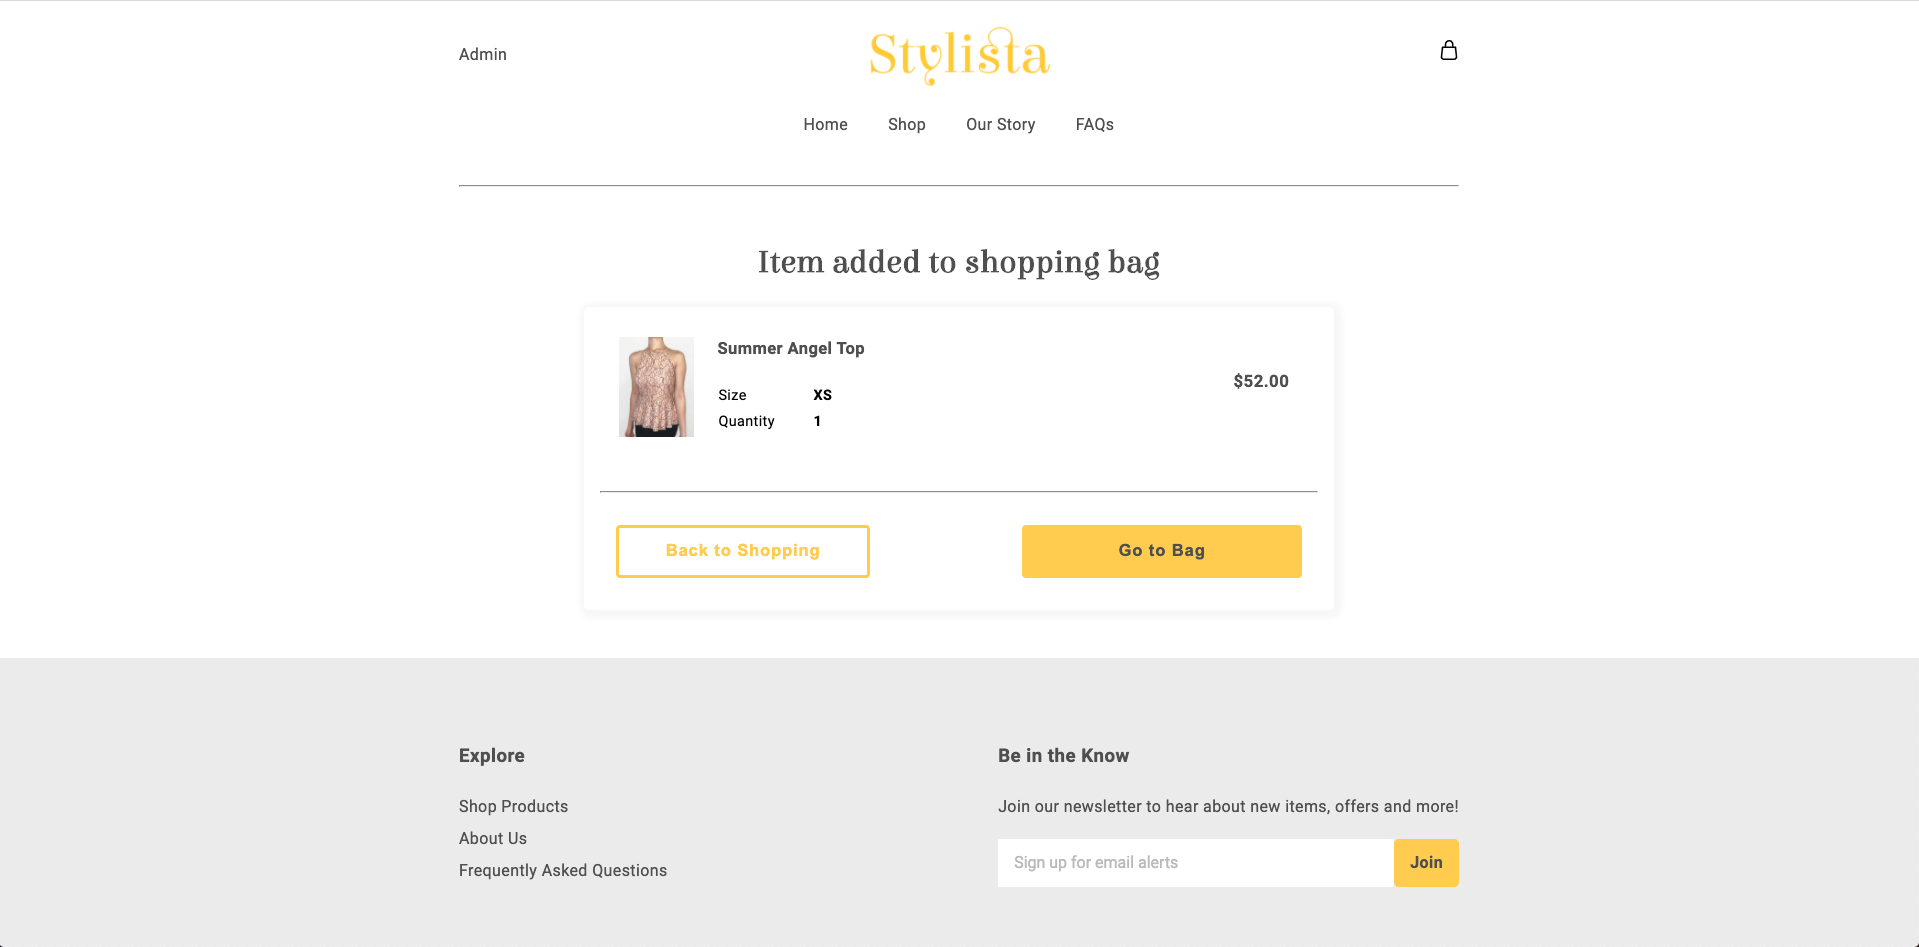 Admin
Stylista
Home Shop Our Story FAQs
Item added to shopping bag
Summer Angel Top
$52.00
Size XS
Quantity 1
Back to Shopping Go to Bag
Explore
Shop Products
About Us
Frequently Asked Questions
Be in the Know
Join our newsletter to hear about new items, offers and more!
Sign up for email alerts Join